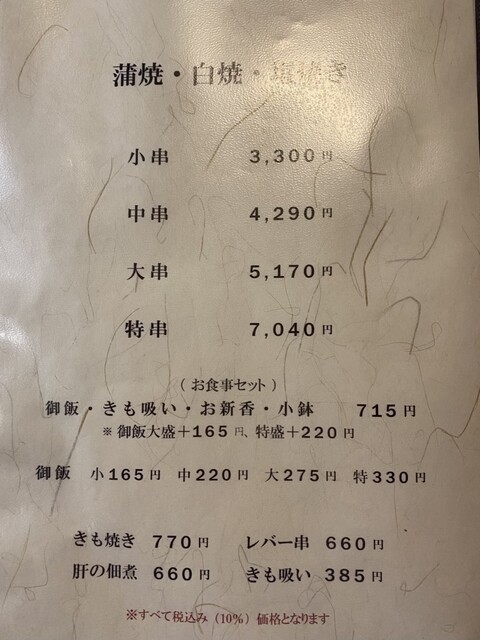 蒲焼・白焼・塩焼き
小串 3,300円
中串 4,290円
大串 5,170円
特串 7,040円
（お食事セット）
御飯・きも吸い・お新香・小鉢 715円
※御飯大盛＋165円、特盛＋220円
御飯 小165円 中220円 大275円 特330円
きも焼き 770円 レバー串 660円
肝の佃煮 660円 きも吸い 385円
※すべて税込み（10%）価格となります